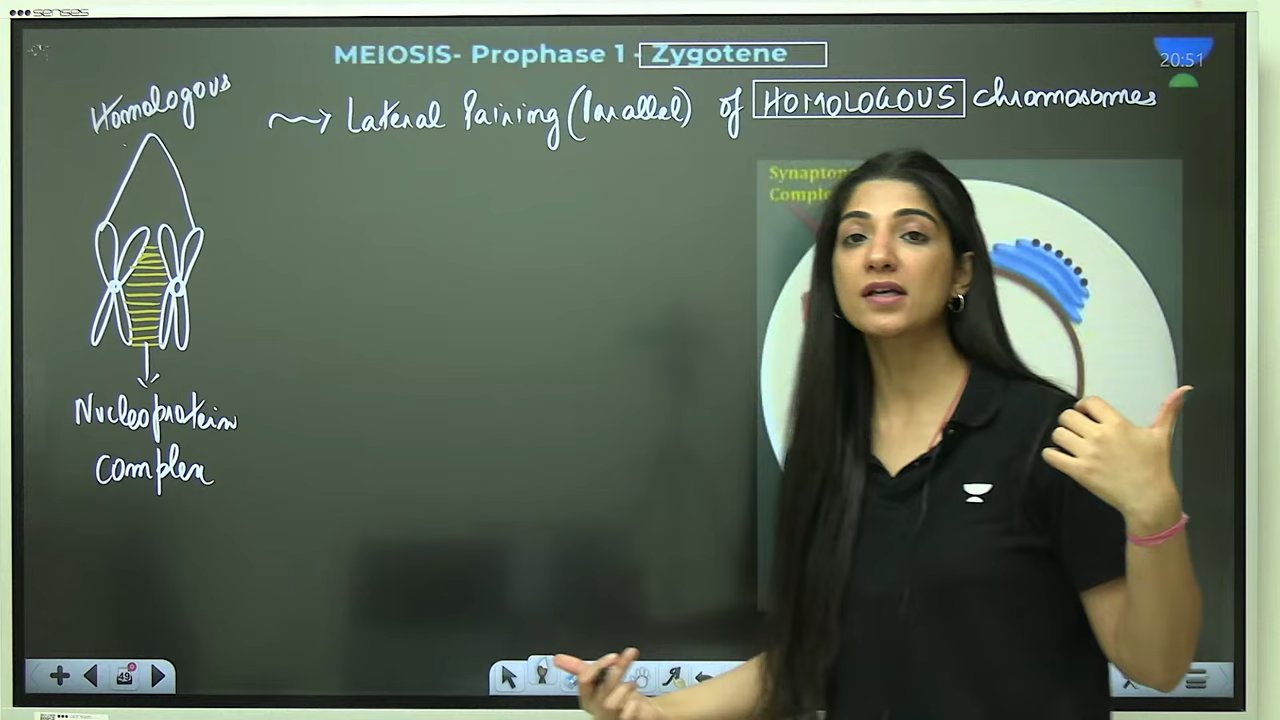 senses
MEIOSIS- Prophase 1 - Zygotene
20:51
Homologous
Lateral Pairing (Parallel) of HOMOLOGOUS chromosomes
Nucleoprotein
complex
49